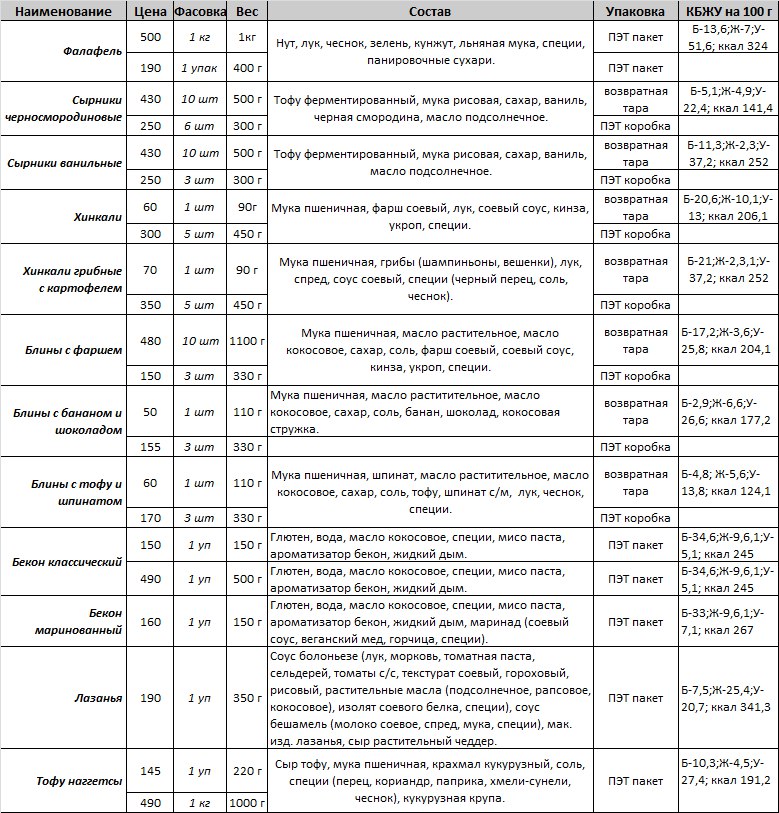 Наименование Цена Фасовка Вес Состав Упаковка КБЖУ на 100 г
Фалафель
500 1 кг 1кг
190 1 упак 400 г
Нут, лук, чеснок, зелень, кунжут, льняная мука, специи,
панировочные сухари.
ПЭТ пакет
ПЭТ пакет
Б-13,6;Ж-7;У-
51,6; ккал 324
Сырники
черносмородиновые
430 10 шт 500 г
250 6 шт 300 г
Тофу ферментированный, мука рисовая, сахар, ваниль,
черная смородина, масло подсолнечное.
возвратная
тара
ПЭТ коробка
Б-5,1;Ж-4,9;У-
22,4; ккал 141,4
Сырники ванильные
430 10 шт 500 г
250 3 шт 300 г
Тофу ферментированный, мука рисовая, сахар, ваниль,
масло подсолнечное.
возвратная
тара
ПЭТ коробка
Б-11,3;Ж-2,3;У-
37,2; ккал 252
Хинкали
60 1 шт 90г
300 5 шт 450 г
Мука пшеничная, фарш соевый, лук, соевый соус, кинза,
укроп, специи.
возвратная
тара
ПЭТ коробка
Б-20,6;Ж-10,1;У-
13; ккал 206,1
Хинкали грибные
с картофелем
70 1 шт 90 г
350 5 шт 450 г
Мука пшеничная, грибы (шампиньоны, вешенки), лук,
спред, соус соевый, специи (черный перец, соль,
чеснок).
возвратная
тара
ПЭТ коробка
Б-21;Ж-2,3,1;У-
37,2; ккал 252
Блины с фаршем
480 10 шт 1100 г
150 3 шт 330 г
Мука пшеничная, масло растительное, масло
кокосовое, сахар, соль, фарш соевый, соевый соус,
кинза, укроп, специи.
возвратная
тара
ПЭТ коробка
Б-17,2;Ж-3,6;У-
25,8; ккал 204,1
Блины с бананом и
шоколадом
50 1 шт 110 г
155 3 шт 330 г
Мука пшеничная, масло раститительное, масло
кокосовое, сахар, соль, банан, шоколад, кокосовая
стружка.
возвратная
тара
ПЭТ коробка
Б-2,9;Ж-6,6;У-
26,6; ккал 177,2
Блины с тофу и
шпинатом
60 1 шт 110 г
170 3 шт 330 г
Мука пшеничная, шпинат, масло раститительное, масло
кокосовое, сахар, соль, тофу, шпинат с/м, лук, чеснок,
специи.
возвратная
тара
ПЭТ коробка
Б-4,8; Ж-5,6;У-
13,8; ккал 124,1
Бекон классический
150 1 уп 150 г
Глютен, вода, масло кокосовое, специи, мисо паста,
ароматизатор бекон, жидкий дым.
ПЭТ пакет
Б-34,6;Ж-9,6,1;У-
5,1; ккал 245
490 1 уп 500 г
Глютен, вода, масло кокосовое, специи, мисо паста,
ароматизатор бекон, жидкий дым.
ПЭТ пакет
Б-34,6;Ж-9,6,1;У-
5,1; ккал 245
Бекон
маринованный
160 1 уп 150 г
Глютен, вода, масло кокосовое, специи, мисо паста,
ароматизатор бекон, жидкий дым, маринад (соевый
соус, веганский мед, горчица, специи).
ПЭТ пакет
Б-33;Ж-9,6,1;У-
7,1; ккал 267
Лазанья
190 1 уп 350 г
Соус болоньезе (лук, морковь, томатная паста,
сельдерей, томаты с/с, текстурат соевый, гороховый,
рисовый, растительные масла (подсолнечное, рапсовое,
кокосовое), изолят соевого белка, специи), соус
бешамель (молоко соевое, спред, мука, специи), мак.
изд. лазанья, сыр растительный чеддер.
ПЭТ пакет
Б-7,5;Ж-25,4;У-
20,7; ккал 341,3
Тофу наггетсы
145 1 уп 220 г
490 1 кг 1000 г
Сыр тофу, мука пшеничная, крахмал кукурузный, соль,
специи (перец, кориандр, паприка, хмели-сунели,
чеснок), кукурузная крупа.
ПЭТ пакет
Б-10,3;Ж-4,5;У-
27,4; ккал 191,2